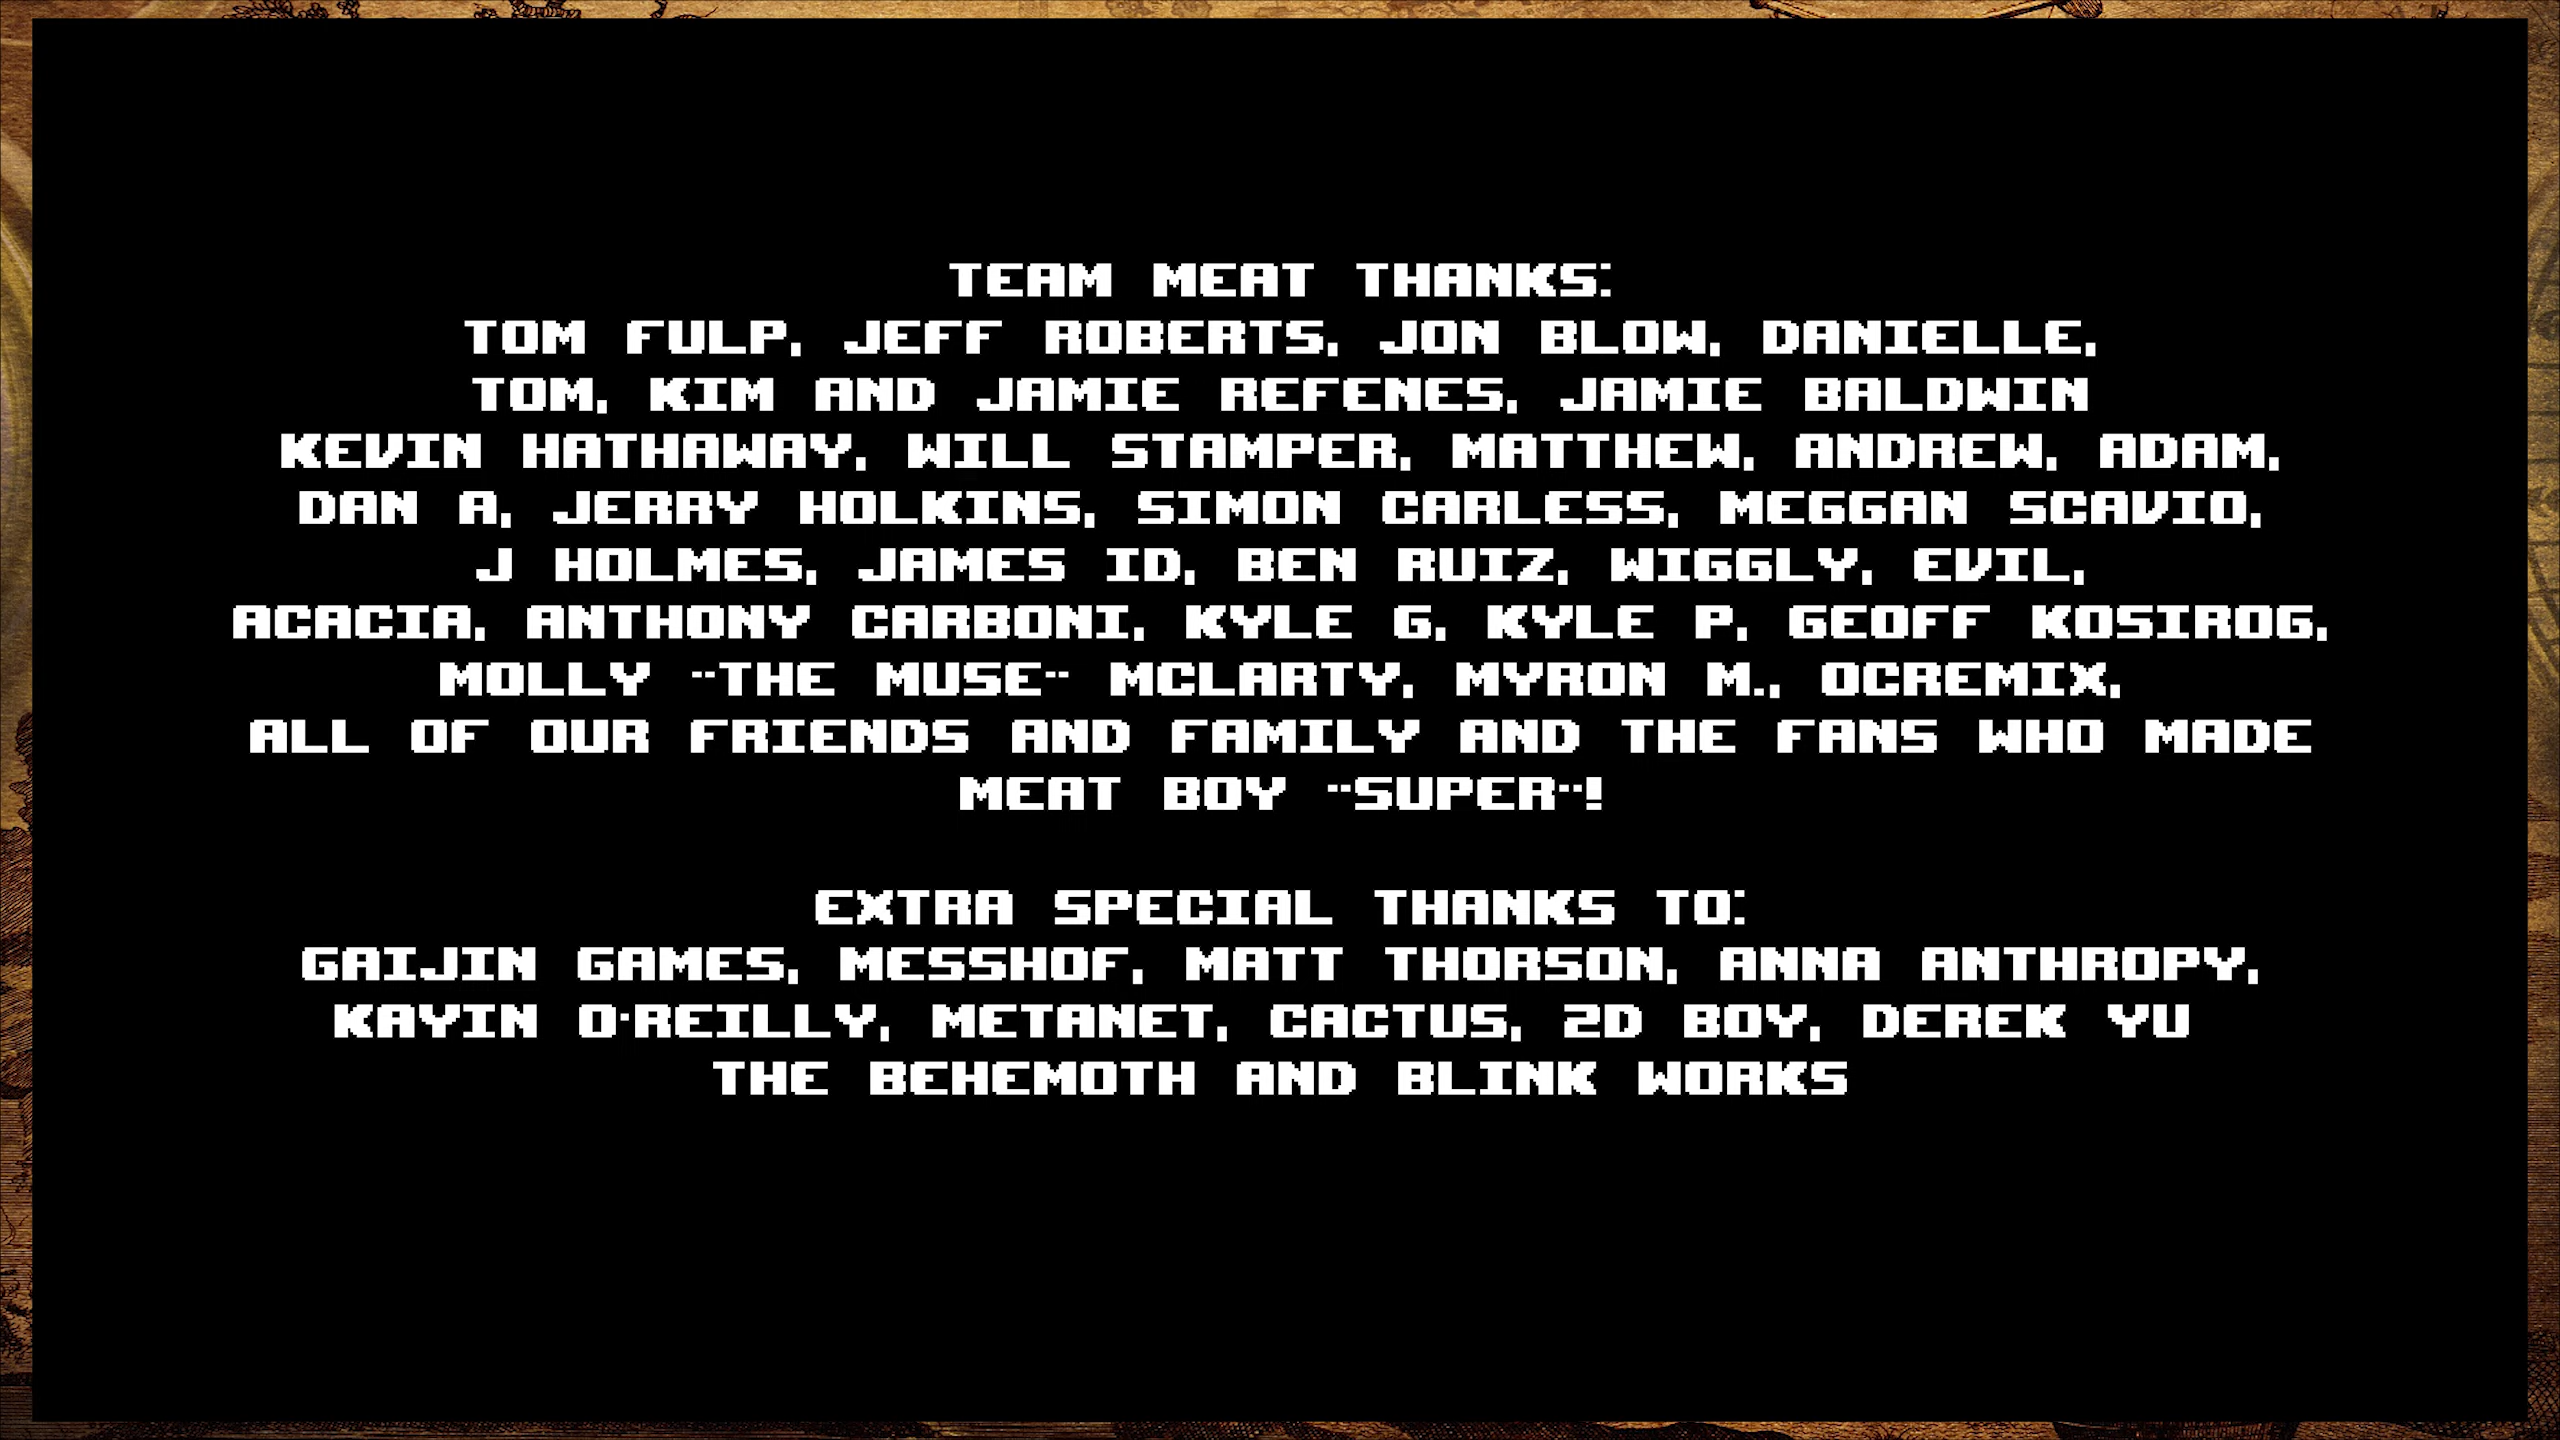 TEAM MEAT THANKS:
TOM FULP, JEFF ROBERTS, JON BLOW, DANIELLE,
TOM, KIM AND JAMIE REFENES, JAMIE BALDWIN
KEVIN HATHAWAY, WILL STAMPER, MATTHEW, ANDREW, ADAM,
DAN A, JERRY HOLKINS, SIMON CARLESS, MEGGAN SCAVIO,
J HOLMES, JAMES ID, BEN RUIZ, WIGGLY, EVIL,
ACACIA, ANTHONY CARBONI, KYLE G, KYLE P, GEOFF KOSIROG,
MOLLY "THE MUSE" MCLARTY, MYRON M., OCREMIX,
ALL OF OUR FRIENDS AND FAMILY AND THE FANS WHO MADE
MEAT BOY "SUPER"!
EXTRA SPECIAL THANKS TO:
GAIJIN GAMES, MESSHOF, MATT THORSON, ANNA ANTHROPY,
KAYIN O'REILLY, METANET, CACTUS, 2D BOY, DEREK YU
THE BEHEMOTH AND BLINK WORKS